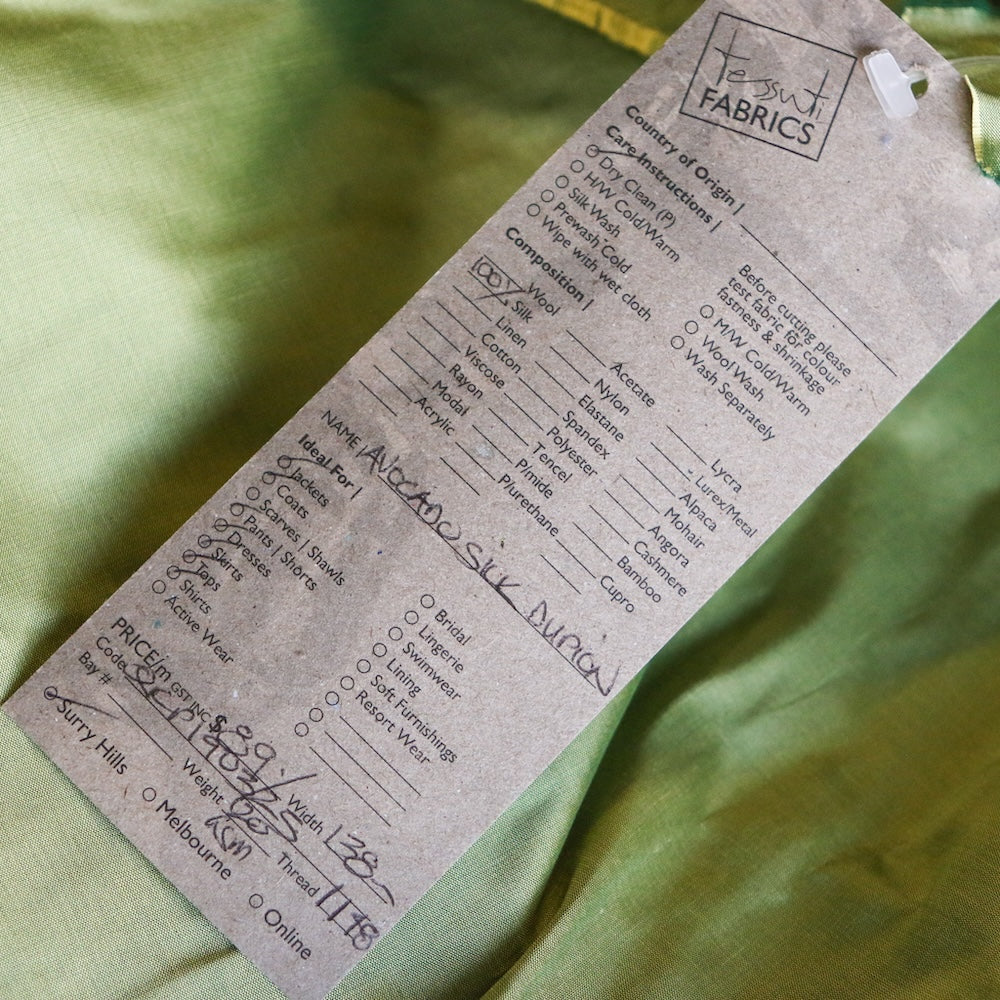 tessuti
FABRICS
Country of Origin |
Care Instructions |
Dry Clean (P)
H/W Cold/Warm
Silk Wash
Prewash Cold
Wipe with wet cloth
Before cutting please
test fabric for colour
fastness & shrinkage
M/W Cold/Warm
Wool Wash
Wash Separately
Composition |
Wool
100% Silk
Linen
Cotton
Viscose
Rayon
Modal
Acrylic
Acetate
Nylon
Elastane
Spandex
Polyester
Tencel
P/mide
P/urethane
Lycra
Lurex/Metal
Alpaca
Mohair
Angora
Cashmere
Bamboo
Cupro
NAME | AVOCADO SILK DUPION
Ideal For |
Jackets
Coats
Scarves | Shawls
Pants | Shorts
Dresses
Skirts
Tops
Shirts
Active Wear
Bridal
Lingerie
Swimwear
Lining
Soft Furnishings
Resort Wear
PRICE/m GST INC $89
Width 138
Code
Bay #
Weight
GSM
Thread 1148
Surry Hills
Melbourne
Online